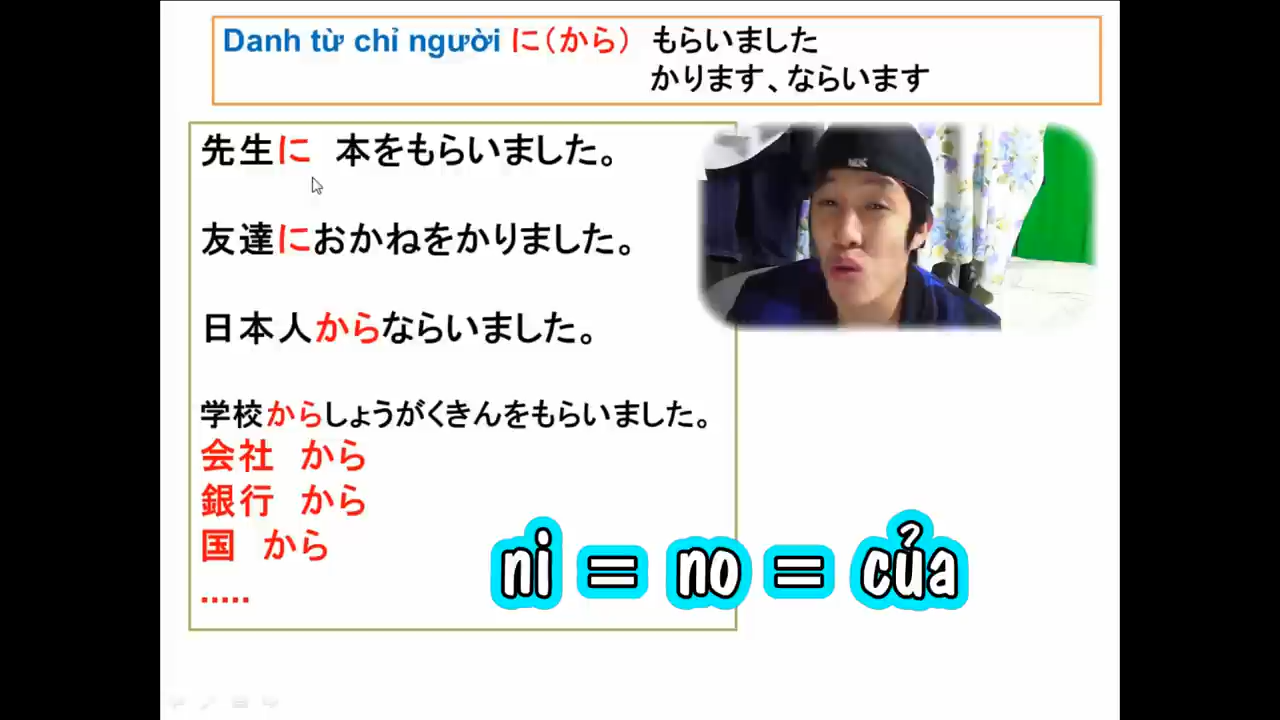 Danh từ chỉ người に(から) もらいました
かります、ならいます
先生に 本をもらいました。
友達におかねをかりました。
日本人からならいました。
学校からしょうがくきんをもらいました。
会社 から
銀行 から
国 から
.....
ni = no = của